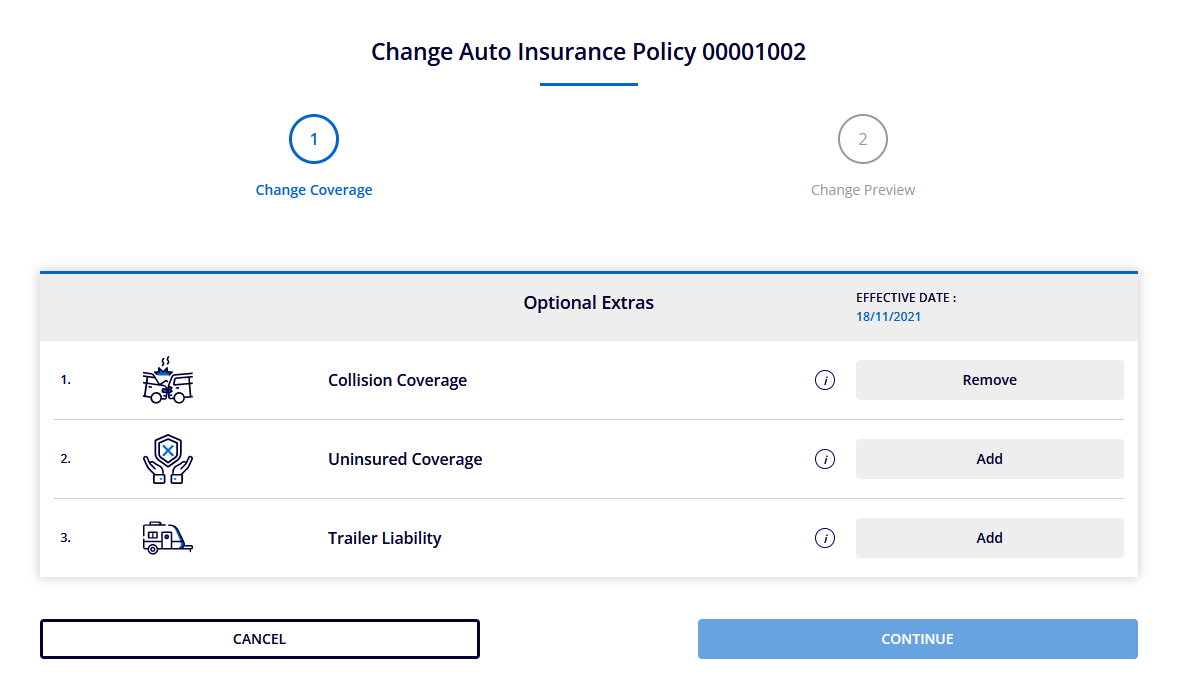 Change Auto Insurance Policy 00001002
1
2
Change Coverage
Change Preview
Optional Extras
EFFECTIVE DATE :
18/11/2021
1.
Collision Coverage
i
Remove
2.
Uninsured Coverage
i
Add
3.
Trailer Liability
i
Add
CANCEL
CONTINUE